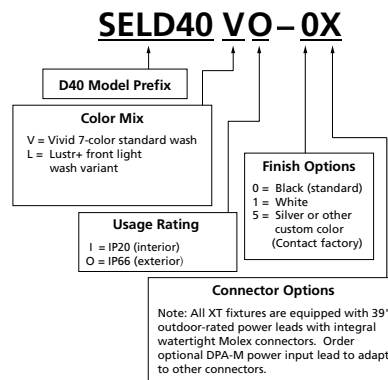 SELD40 VO – 0X
D40 Model Prefix
Color Mix
V = Vivid 7-color standard wash
L = Lustr+ front light
wash variant
Usage Rating
I = IP20 (interior)
O = IP66 (exterior)
Finish Options
0 = Black (standard)
1 = White
5 = Silver or other
custom color
(Contact factory)
Connector Options
Note: All XT fixtures are equipped with 39"
outdoor-rated power leads with integral
watertight Molex connectors. Order
optional DPA-M power input lead to adapt
to other connectors.